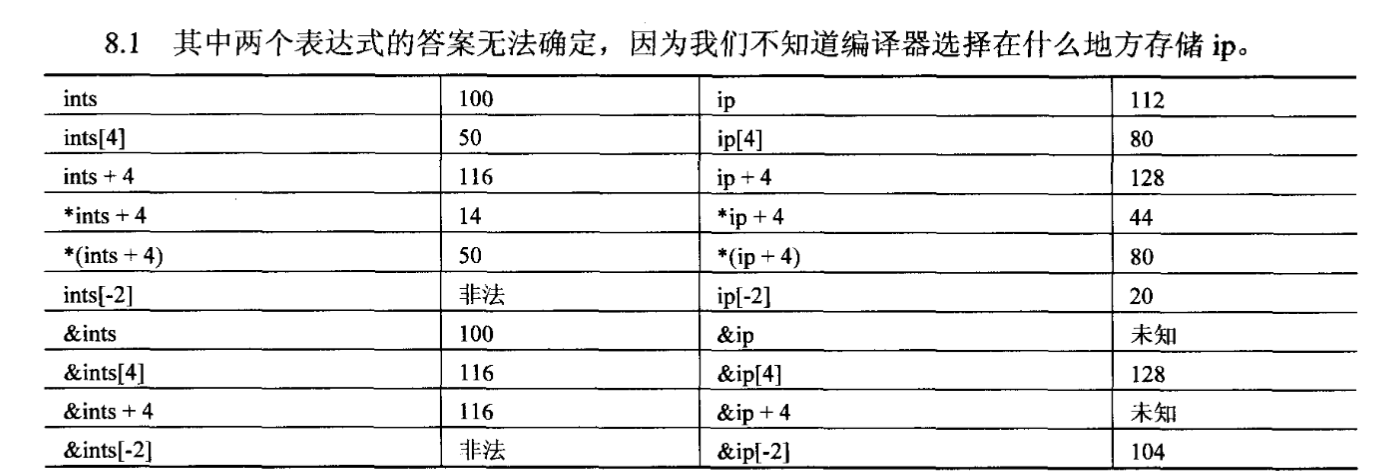 8.1 其中两个表达式的答案无法确定，因为我们不知道编译器选择在什么地方存储 ip。
ints 100 ip 112
ints[4] 50 ip[4] 80
ints + 4 116 ip + 4 128
*ints + 4 14 *ip + 4 44
*(ints + 4) 50 *(ip + 4) 80
ints[-2] 非法 ip[-2] 20
&ints 100 &ip 未知
&ints[4] 116 &ip[4] 128
&ints + 4 116 &ip + 4 未知
&ints[-2] 非法 &ip[-2] 104